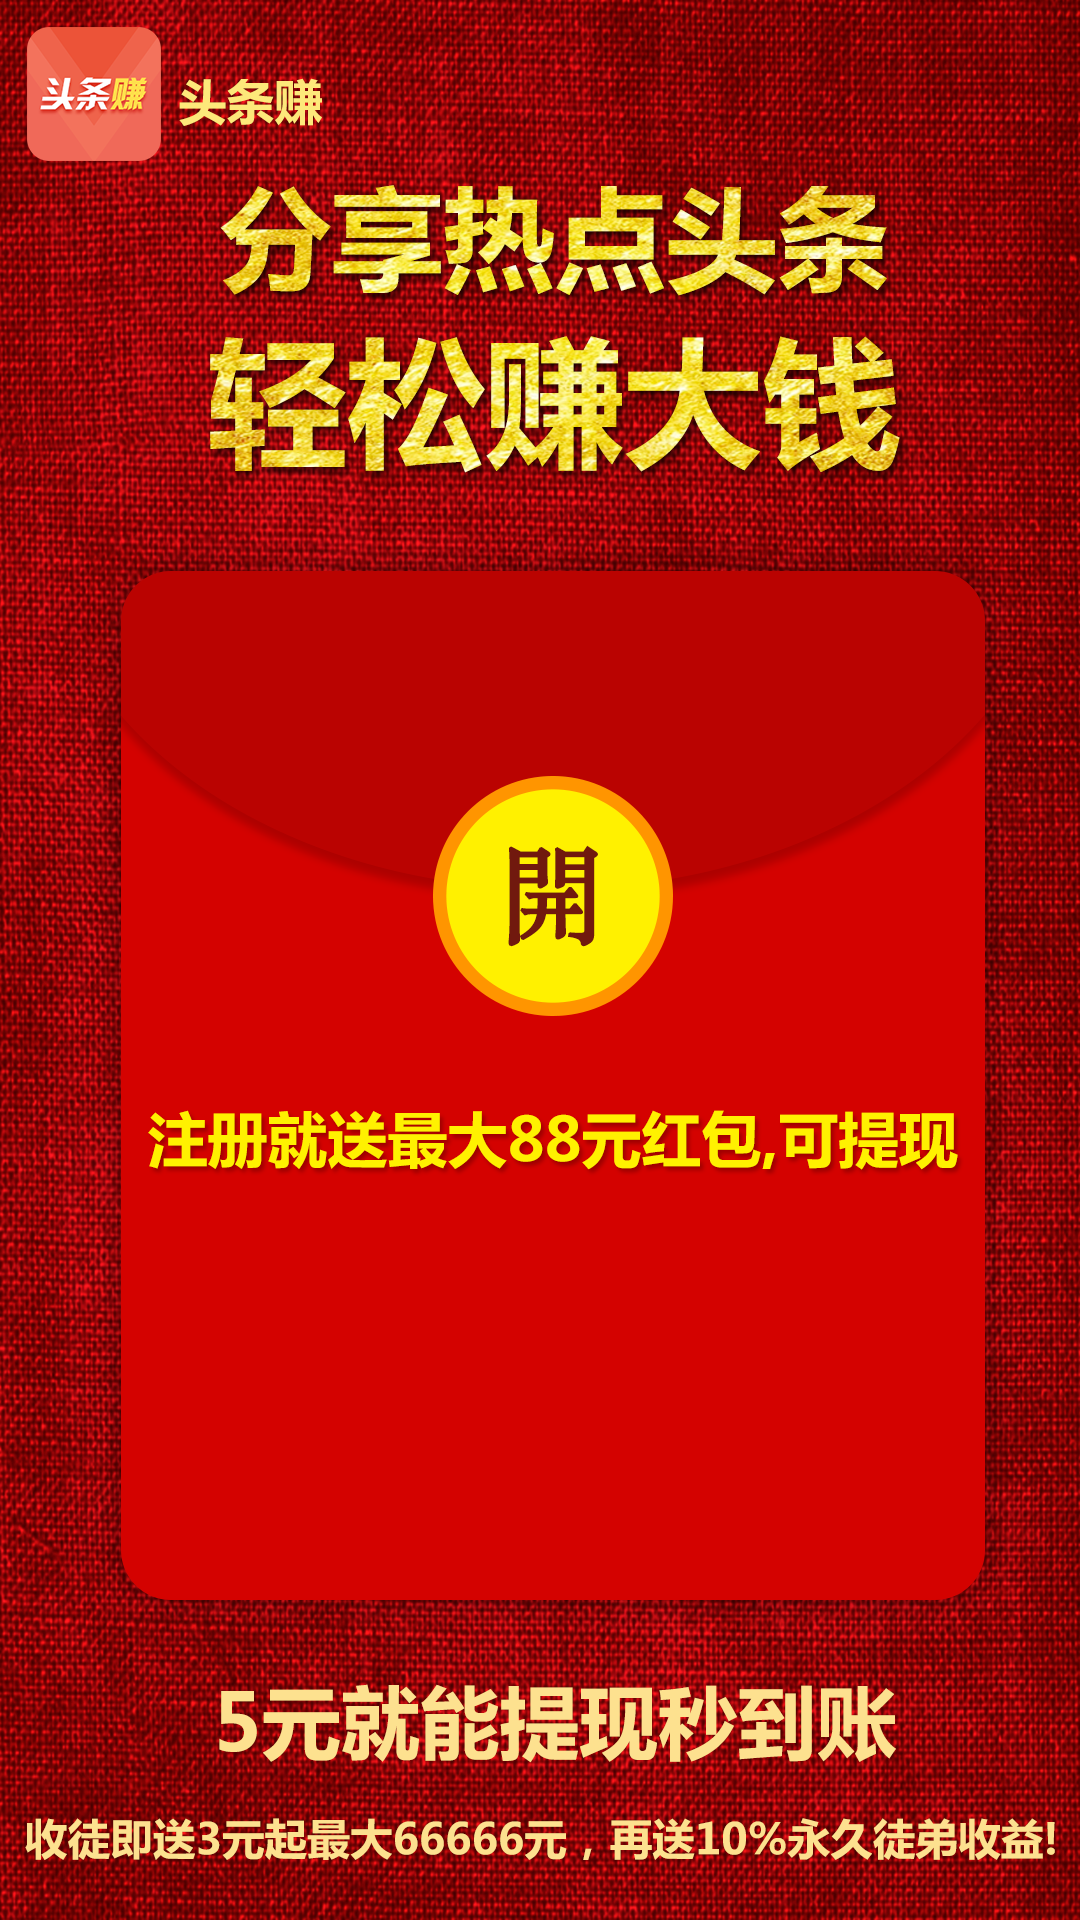 头条赚
头条赚
分享热点头条
轻松赚大钱
開
注册就送最大88元红包,可提现
5元就能提现秒到账
收徒即送3元起最大66666元，再送10%永久徒弟收益!